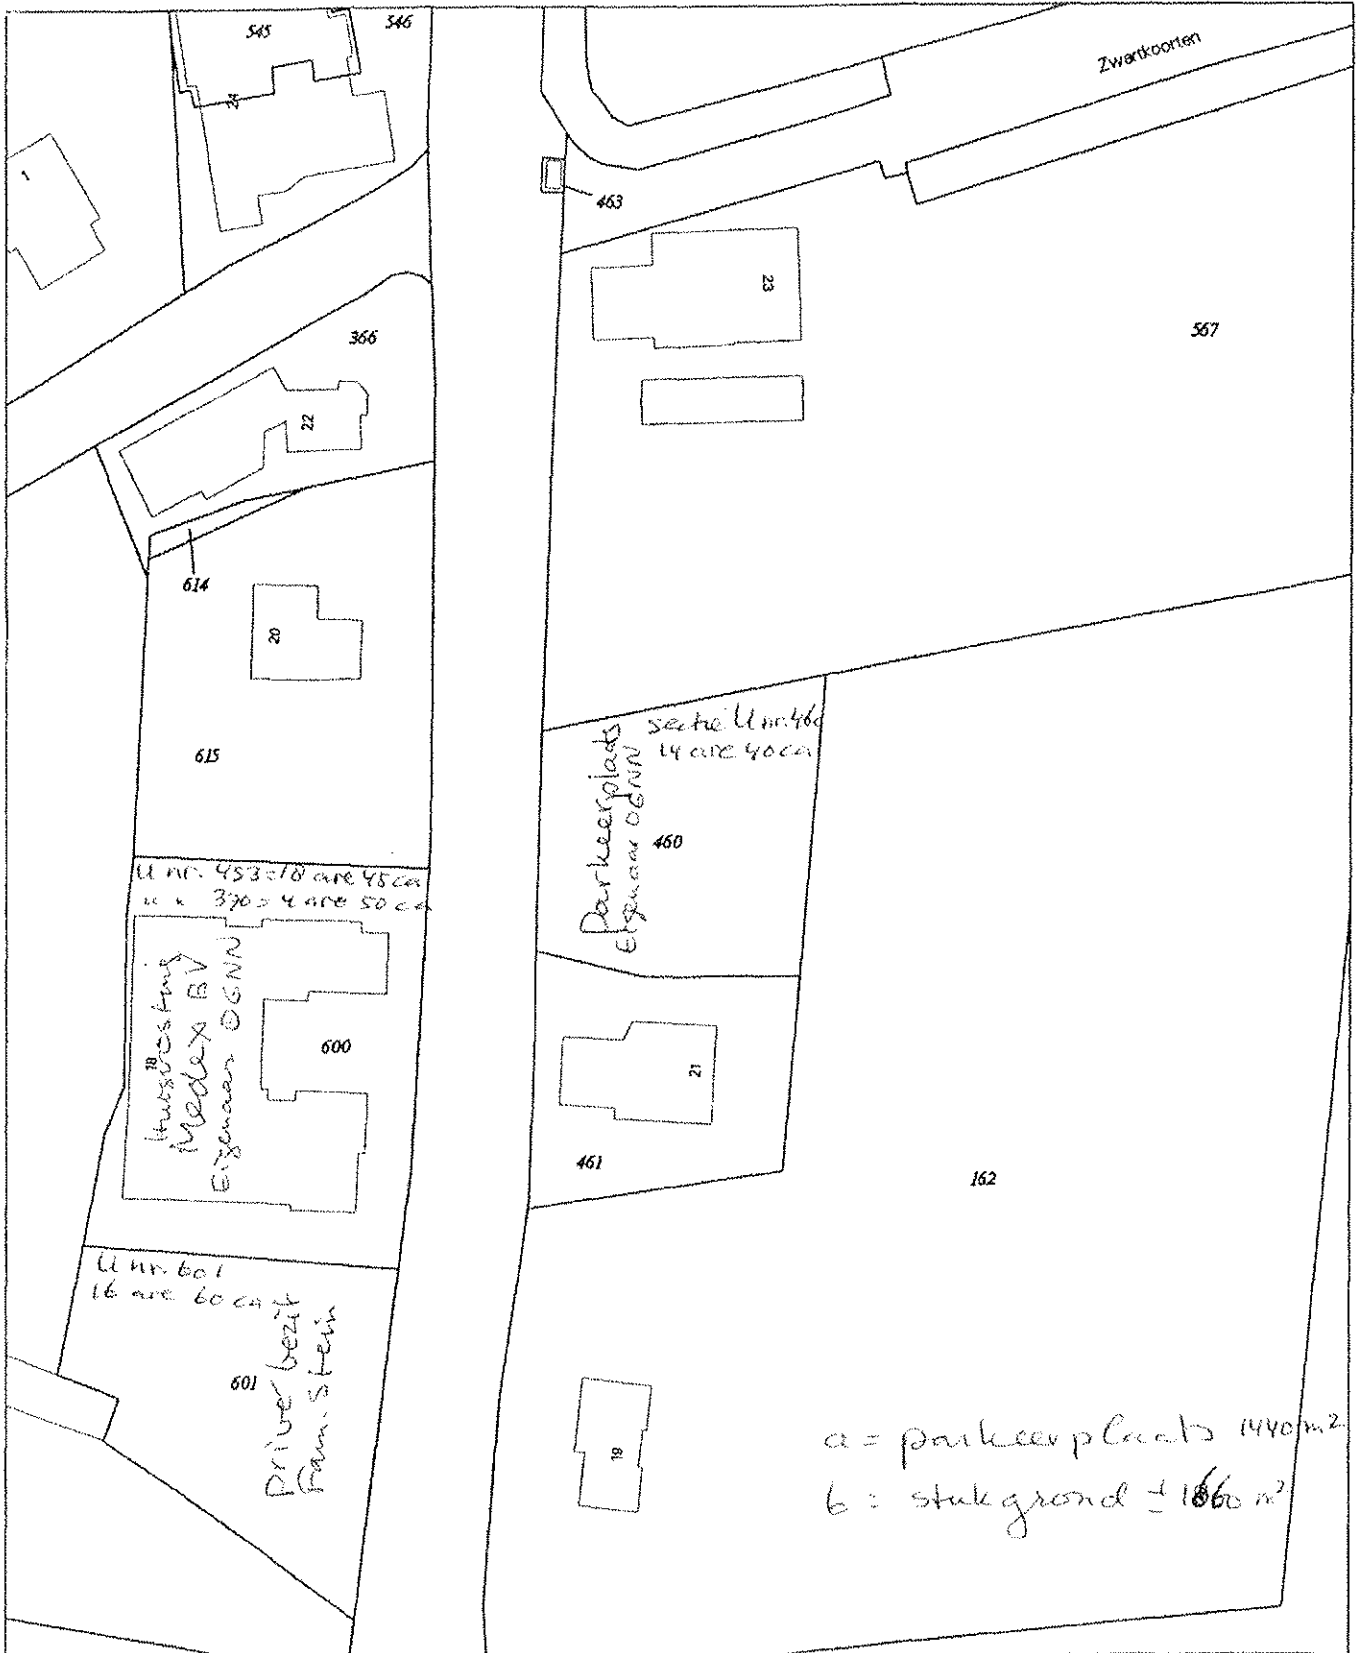 545
546
Zwartkoorten
24
1
463
23
567
366
22
614
20
615
sectie U nr. 460
14 are 40 ca
Parkeerplaats
Eigenaar OGNN
460
U nr. 453 = 10 are 45 ca
" " 370 = 4 are 50 ca
18
Huisvesting
Medex BV
Eigenaar OGNN
600
21
461
162
U nr. 601
16 are 60 ca
Priver bezit
Fam. Stein
601
19
a = parkeerplaats 1440 m²
b = stuk grond ± 1660 m²